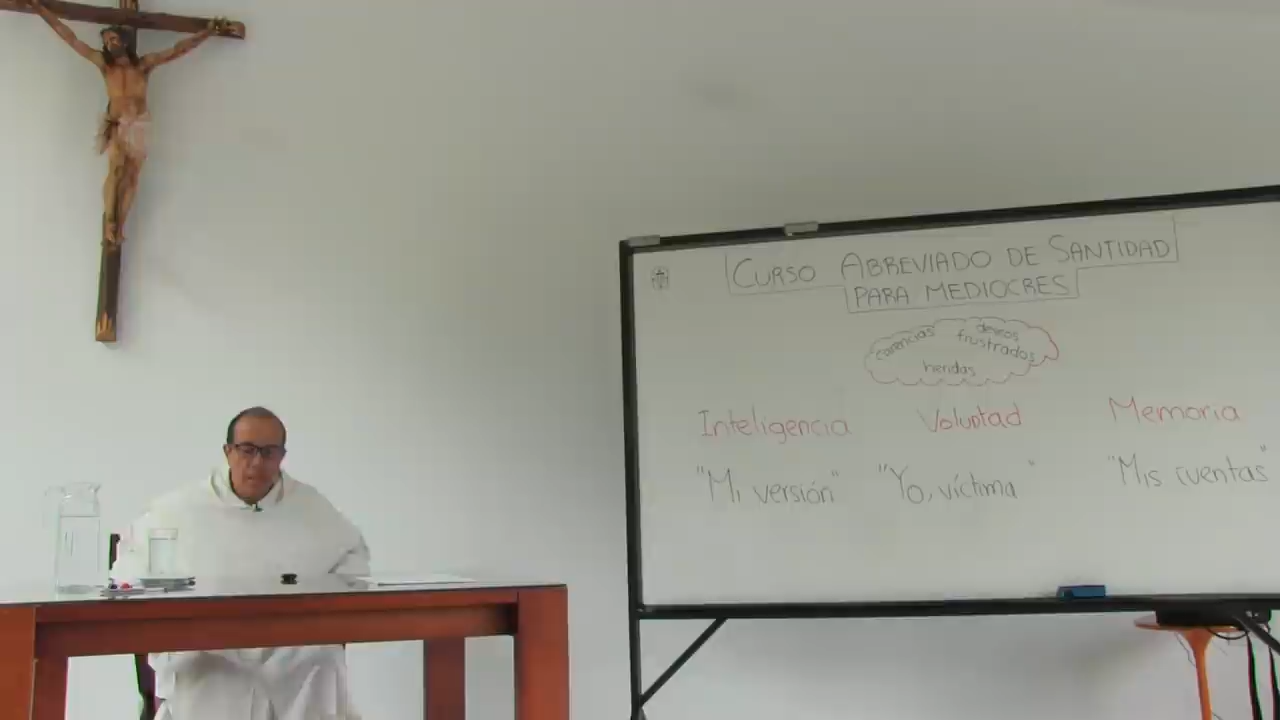 CURSO ABREVIADO DE SANTIDAD
PARA MEDIOCRES
carencias deseos
frustrados
heridas
Inteligencia Voluntad Memoria
"Mi versión" "Yo, víctima" "Mis cuentas"